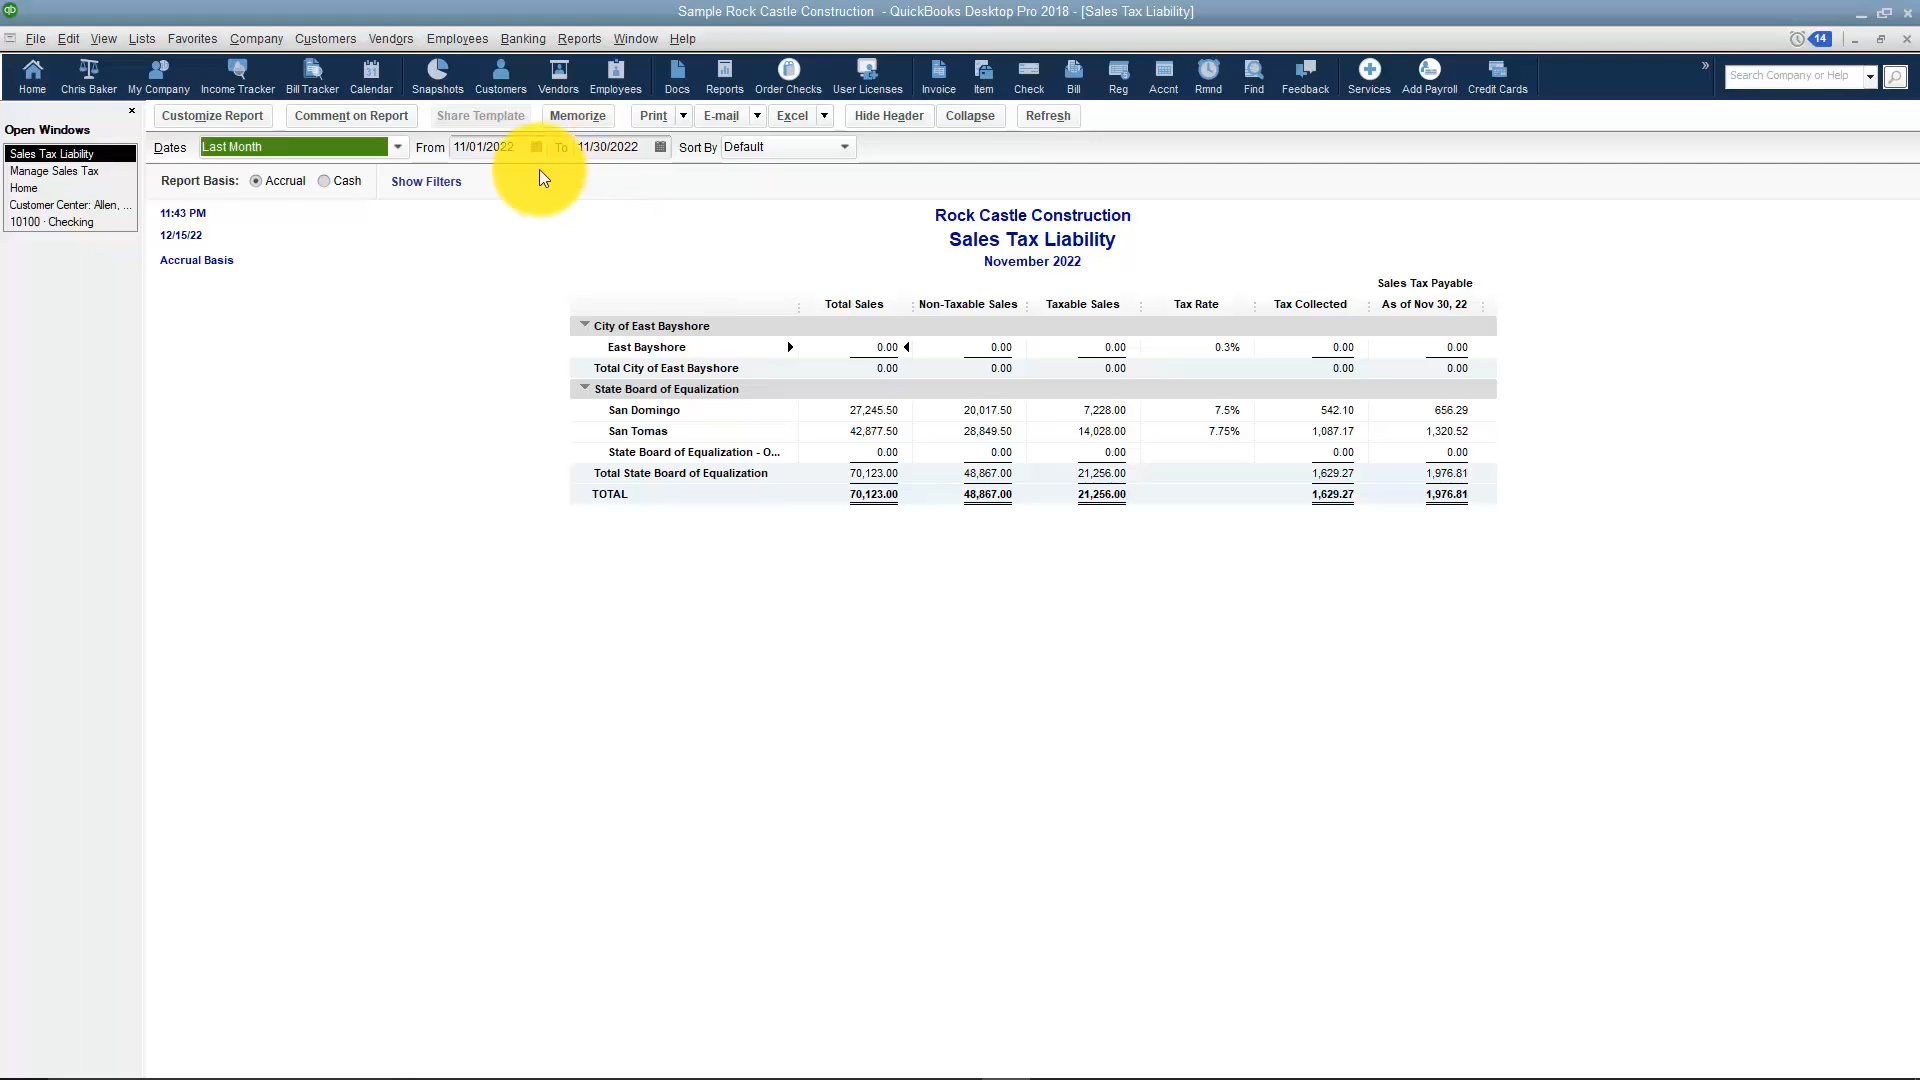 Sample Rock Castle Construction - QuickBooks Desktop Pro 2018 - [Sales Tax Liability]
File Edit View Lists Favorites Company Customers Vendors Employees Banking Reports Window Help 14
Home Chris Baker My Company Income Tracker Bill Tracker Calendar Snapshots Customers Vendors Employees Docs Reports Order Checks User Licenses Invoice Item Check Bill Reg Accnt Rmnd Find Feedback Services Add Payroll Credit Cards » Search Company or Help
Customize Report Comment on Report Share Template Memorize Print E-mail Excel Hide Header Collapse Refresh
Open Windows
Dates Last Month From 11/01/2022 To 11/30/2022 Sort By Default
Sales Tax Liability
Manage Sales Tax
Home
Customer Center: Allen, ...
10100 · Checking
Report Basis: Accrual Cash Show Filters
11:43 PM
12/15/22
Accrual Basis
Rock Castle Construction
Sales Tax Liability
November 2022
Sales Tax Payable
Total Sales Non-Taxable Sales Taxable Sales Tax Rate Tax Collected As of Nov 30, 22
City of East Bayshore
East Bayshore 0.00 0.00 0.00 0.3% 0.00 0.00
Total City of East Bayshore 0.00 0.00 0.00 0.00 0.00
State Board of Equalization
San Domingo 27,245.50 20,017.50 7,228.00 7.5% 542.10 656.29
San Tomas 42,877.50 28,849.50 14,028.00 7.75% 1,087.17 1,320.52
State Board of Equalization - O... 0.00 0.00 0.00 0.00 0.00
Total State Board of Equalization 70,123.00 48,867.00 21,256.00 1,629.27 1,976.81
TOTAL 70,123.00 48,867.00 21,256.00 1,629.27 1,976.81